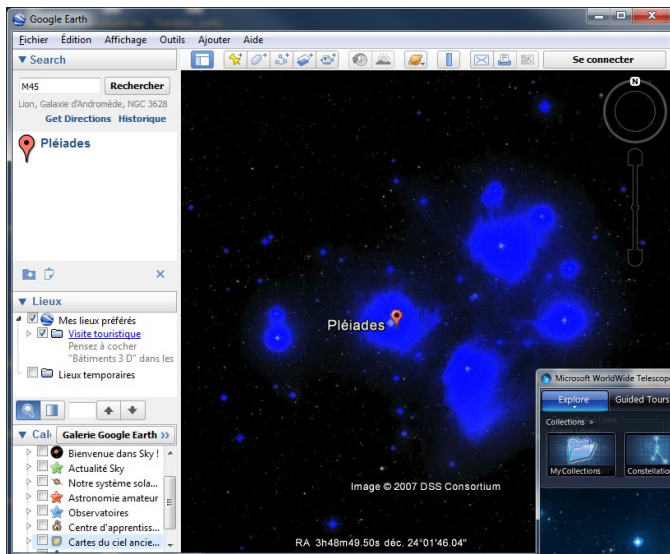 Google Earth
Fichier Édition Affichage Outils Ajouter Aide
Search
Se connecter
M45
Rechercher
Lion, Galaxie d'Andromède, NGC 3628
Get Directions Historique
Pléiades
N
Pléiades
Lieux
Mes lieux préférés
Visite touristique
Pensez à cocher
"Bâtiments 3 D" dans les
Lieux temporaires
Galerie Google Earth >>
Bienvenue dans Sky !
Actualité Sky
Notre système sola...
Astronomie amateur
Observatoires
Centre d'apprentiss...
Cartes du ciel ancie...
Image © 2007 DSS Consortium
RA 3h48m49.50s déc. 24°01'46.04"
Microsoft WorldWide Telescop
Explore Guided Tours
Collections >
My Collections
Constellation